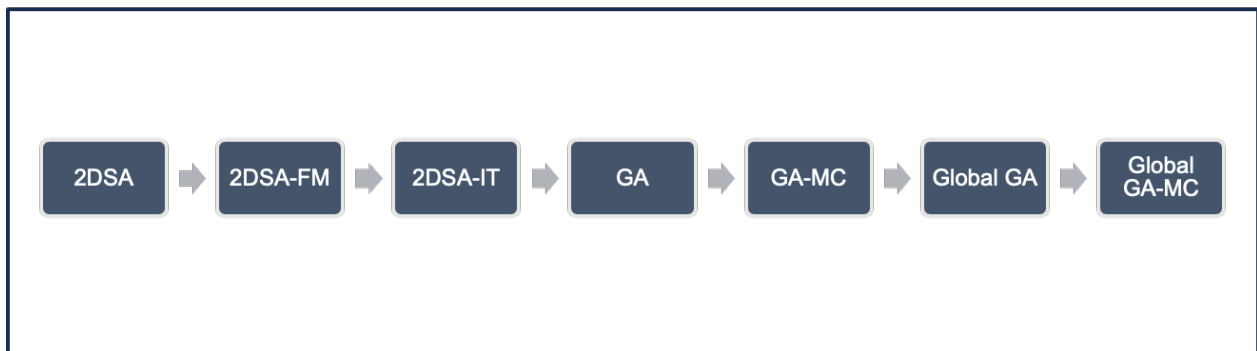 2DSA
2DSA-FM
2DSA-IT
GA
GA-MC
Global GA
Global
GA-MC